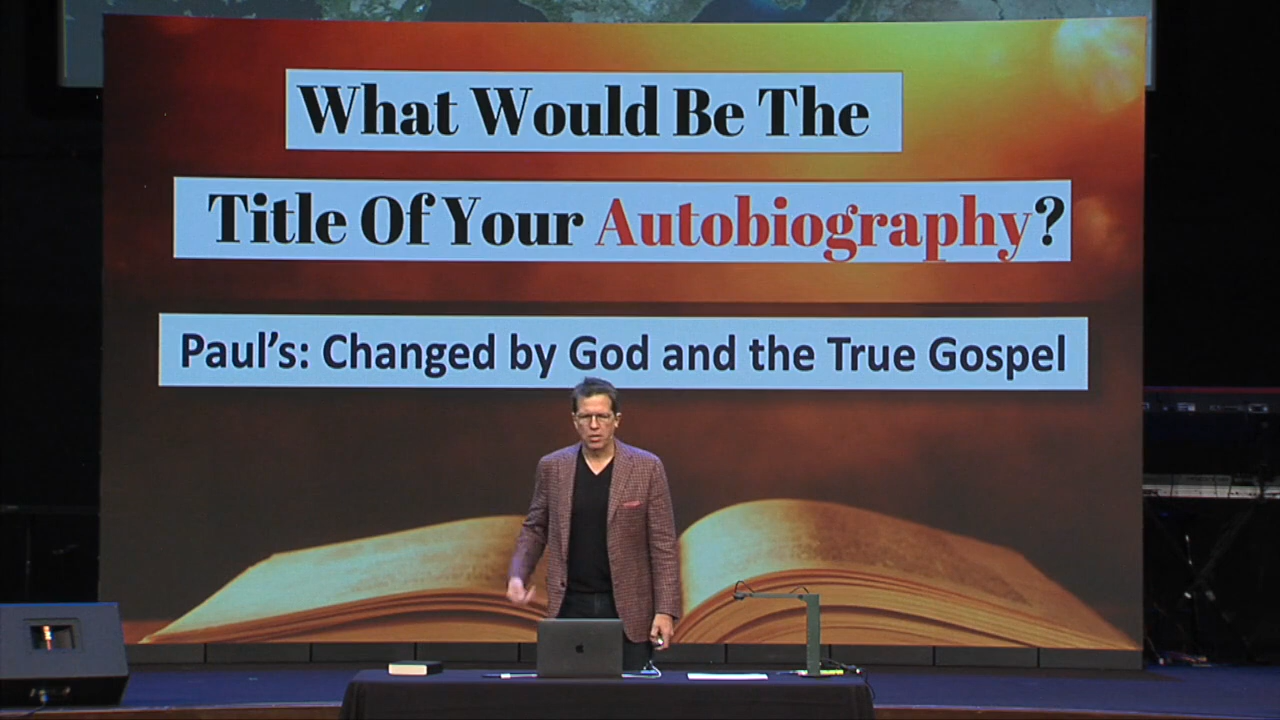 What Would Be The
Title Of Your Autobiography?
Paul's: Changed by God and the True Gospel